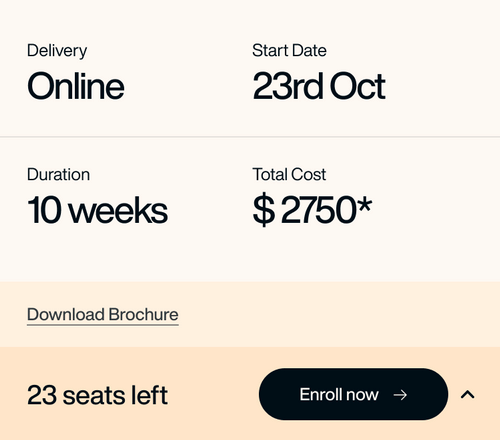 Delivery
Online
Start Date
23rd Oct
Duration
10 weeks
Total Cost
$ 2750*
Download Brochure
23 seats left
Enroll now →